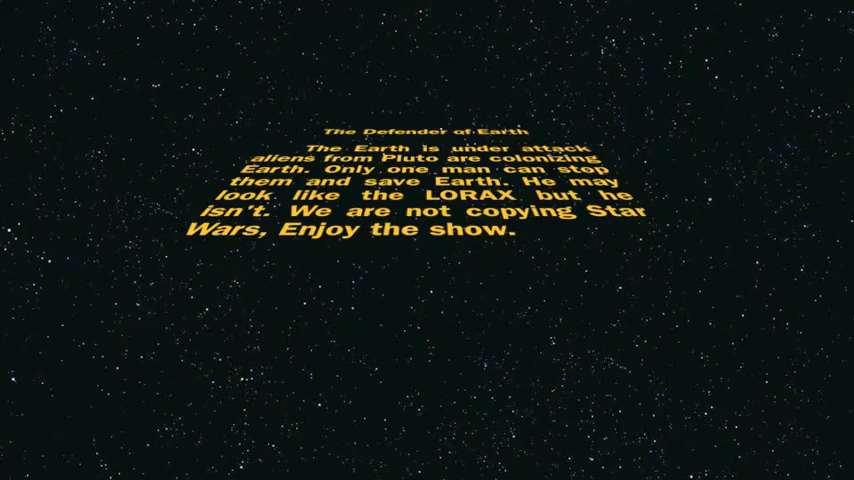 The Defender of Earth
The Earth is under attack
aliens from Pluto are colonizing
Earth. Only one man can stop
them and save Earth. He may
look like the LORAX but he
isn't. We are not copying Star
Wars, Enjoy the show.